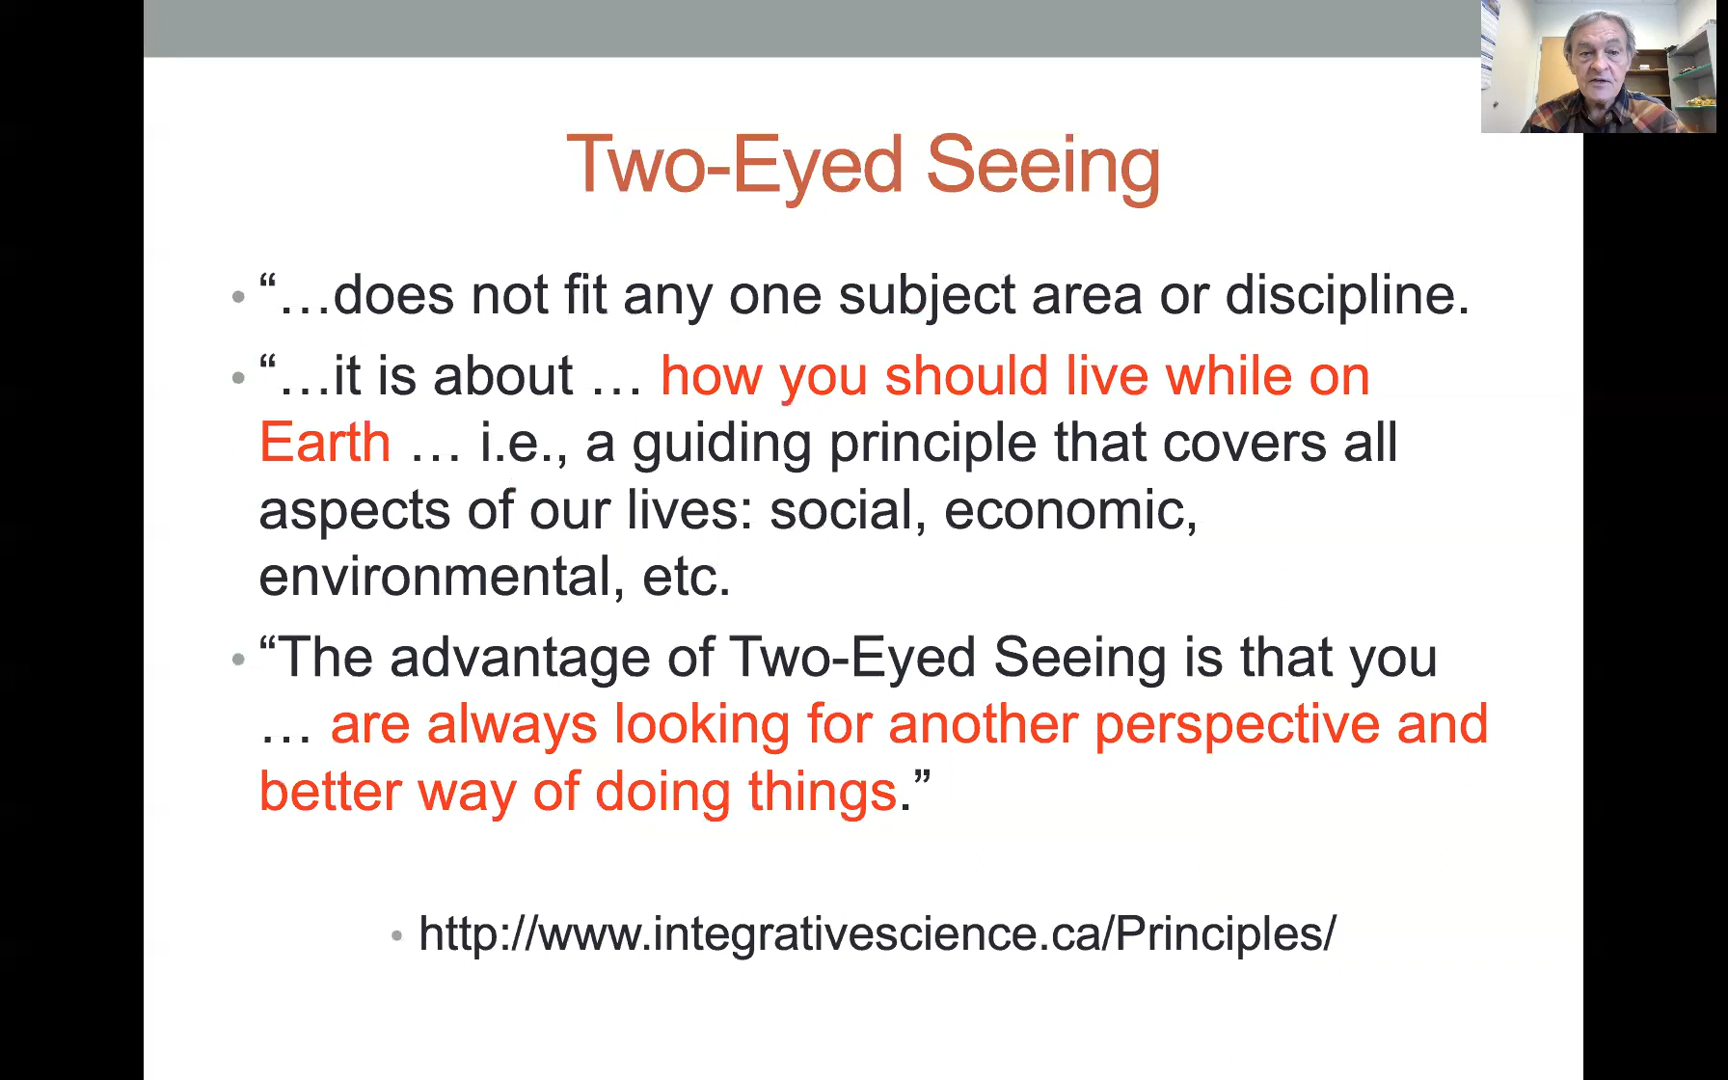 Two-Eyed Seeing
• “…does not fit any one subject area or discipline.
• “…it is about … how you should live while on
Earth … i.e., a guiding principle that covers all
aspects of our lives: social, economic,
environmental, etc.
• “The advantage of Two-Eyed Seeing is that you
… are always looking for another perspective and
better way of doing things.”
• http://www.integrativescience.ca/Principles/